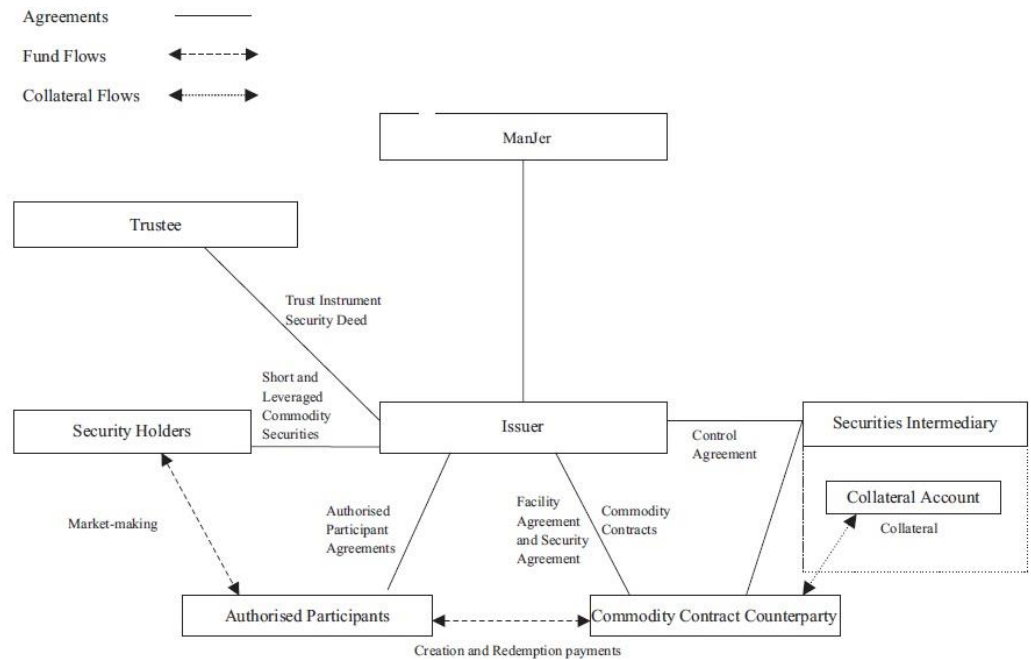 Agreements
Fund Flows
Collateral Flows
ManJer
Trustee
Trust Instrument
Security Deed
Short and
Leveraged
Commodity
Securities
Security Holders
Issuer
Securities Intermediary
Control
Agreement
Collateral Account
Collateral
Market-making
Authorised
Participant
Agreements
Facility
Agreement
and Security
Agreement
Commodity
Contracts
Authorised Participants
Commodity Contract Counterparty
Creation and Redemption payments